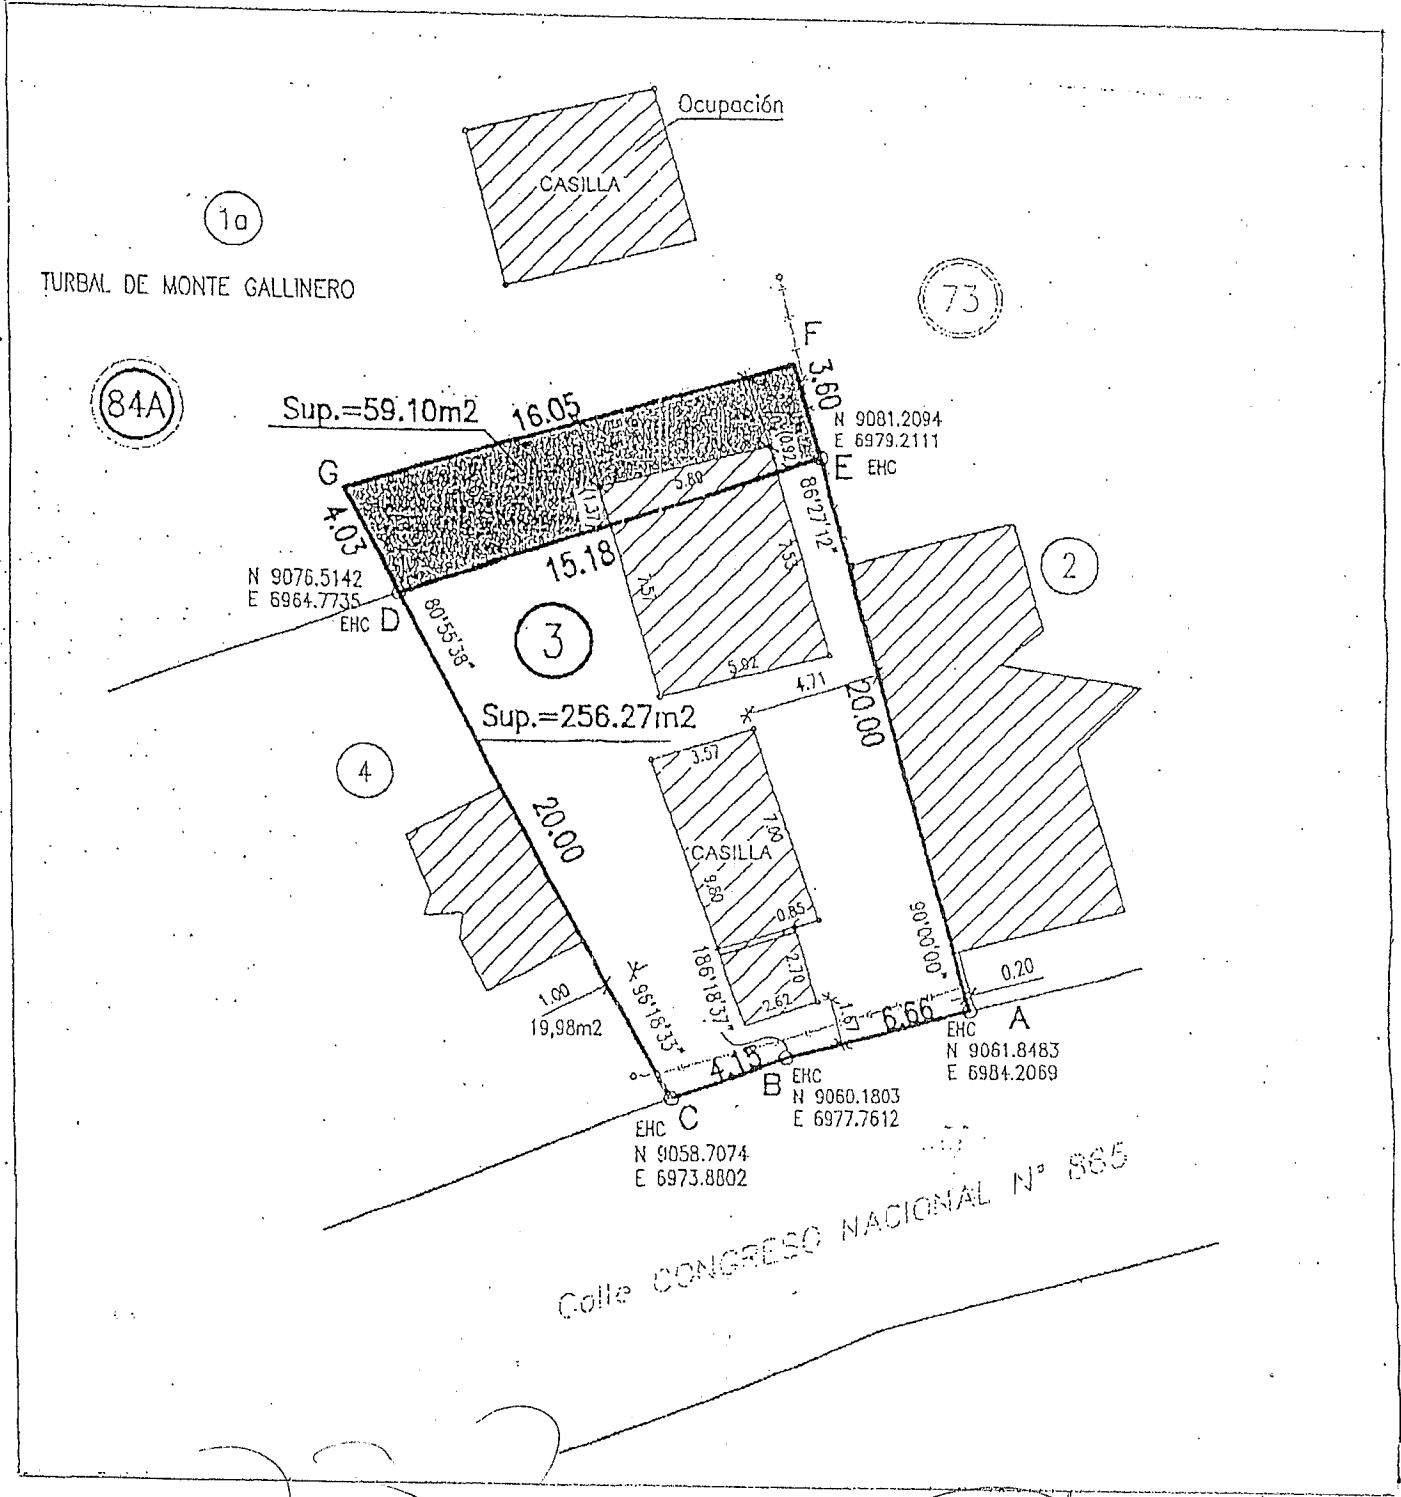 Ocupación
CASILLA
1a
TURBAL DE MONTE GALLINERO
73
F
3.60
84A
Sup.=59.10m2
16.05
N 9081.2094
E 6979.2111
E EHC
G
4.03
0.92
5.80
1.37
86°27'12"
15.18
7.53
7.57
2
N 9076.5142
E 6964.7735
EHC D
80°55'38"
3
5.92
4.71
20.00
Sup.=256.27m2
3.57
4
20.00
7.00
CASILLA
9.80
0.85
90°00'00"
186°18'37"
2.70
0.20
1.00
19,98m2
96°18'33"
2.62
1.67
6.66
A
EHC
N 9061.8483
E 6984.2069
4.15
B
EHC
N 9060.1803
E 6977.7612
C
EHC
N 9058.7074
E 6973.8802
Calle CONGRESO NACIONAL N° 865